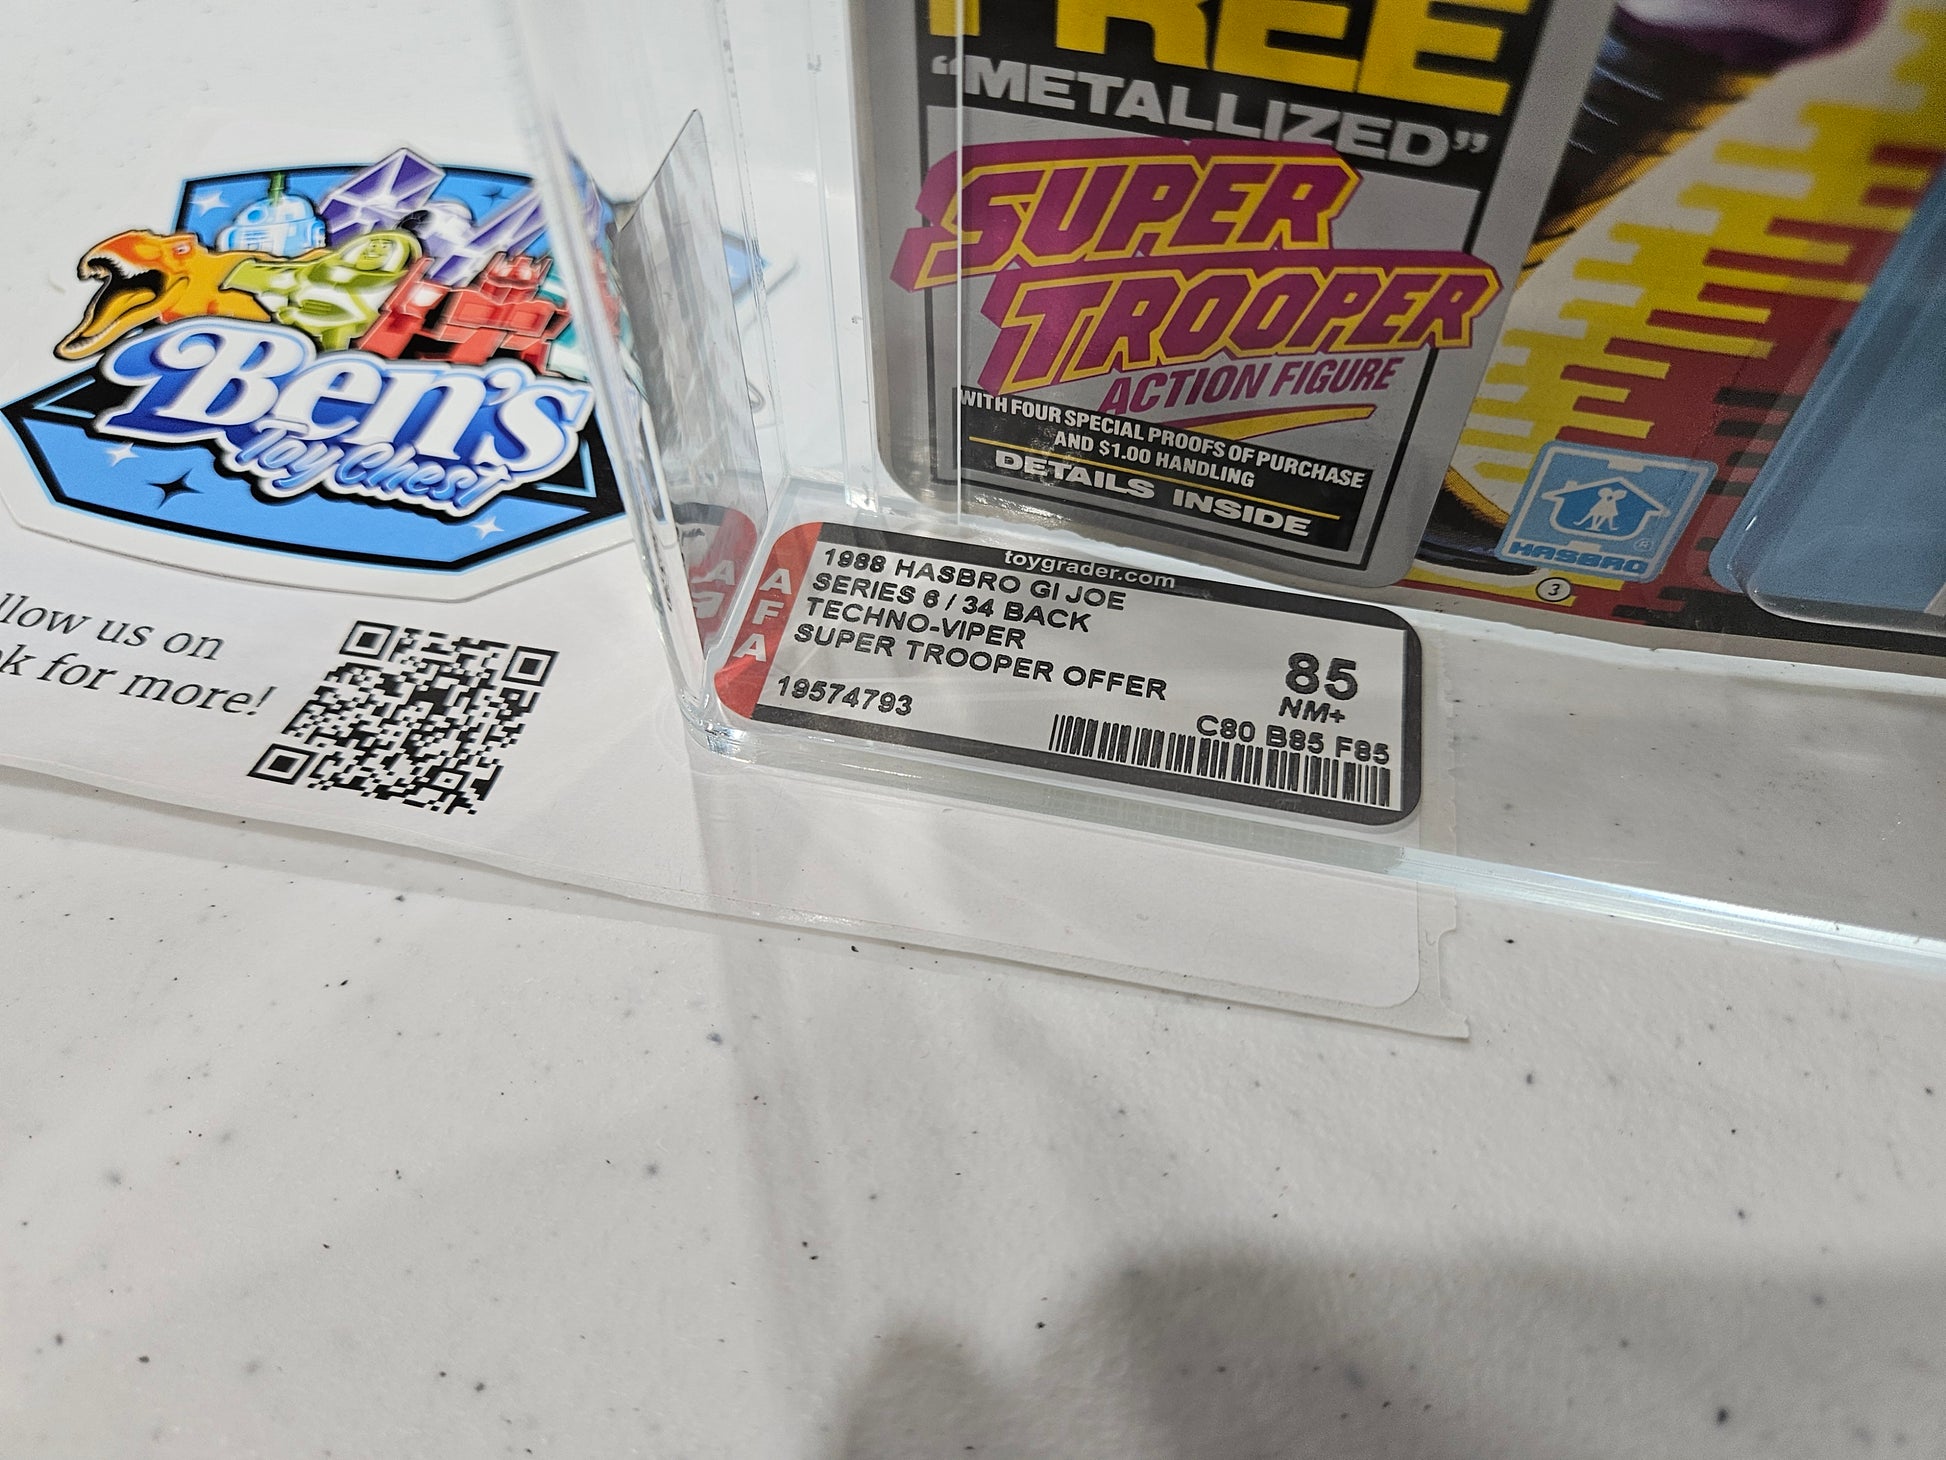 FREE
"METALLIZED"
SUPER
TROOPER
ACTION FIGURE
WITH FOUR SPECIAL PROOFS OF PURCHASE
AND $1.00 HANDLING
DETAILS INSIDE
HASBRO
®
3
Ben's
Toy Chest
us on
for more!
toygrader.com
AFA
1988 HASBRO GI JOE
SERIES 6 / 34 BACK
TECHNO-VIPER
SUPER TROOPER OFFER
19574793
85
NM+
C80 B85 F85